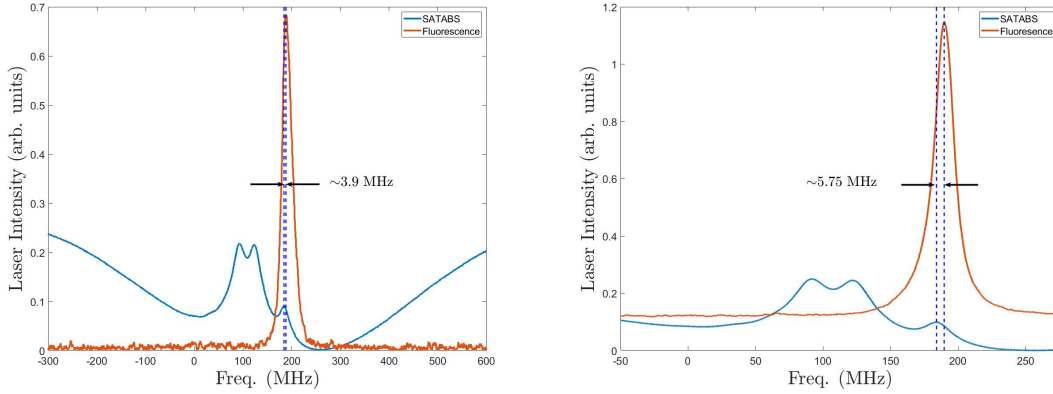 0.7
0.6
0.5
0.4
0.3
0.2
0.1
0
-300 -200 -100 0 100 200 300 400 500 600
Freq. (MHz)
Laser Intensity (arb. units)
SATABS
Fluorescence
~3.9 MHz
1.2
1
0.8
0.6
0.4
0.2
0
-50 0 50 100 150 200 250
Freq. (MHz)
Laser Intensity (arb. units)
SATABS
Fluorescence
~5.75 MHz